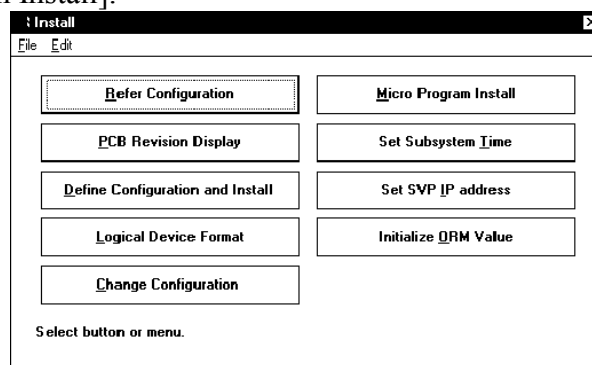 Install].
Install
File Edit
Refer Configuration
Micro Program Install
PCB Revision Display
Set Subsystem Time
Define Configuration and Install
Set SVP IP address
Logical Device Format
Initialize ORM Value
Change Configuration
Select button or menu.